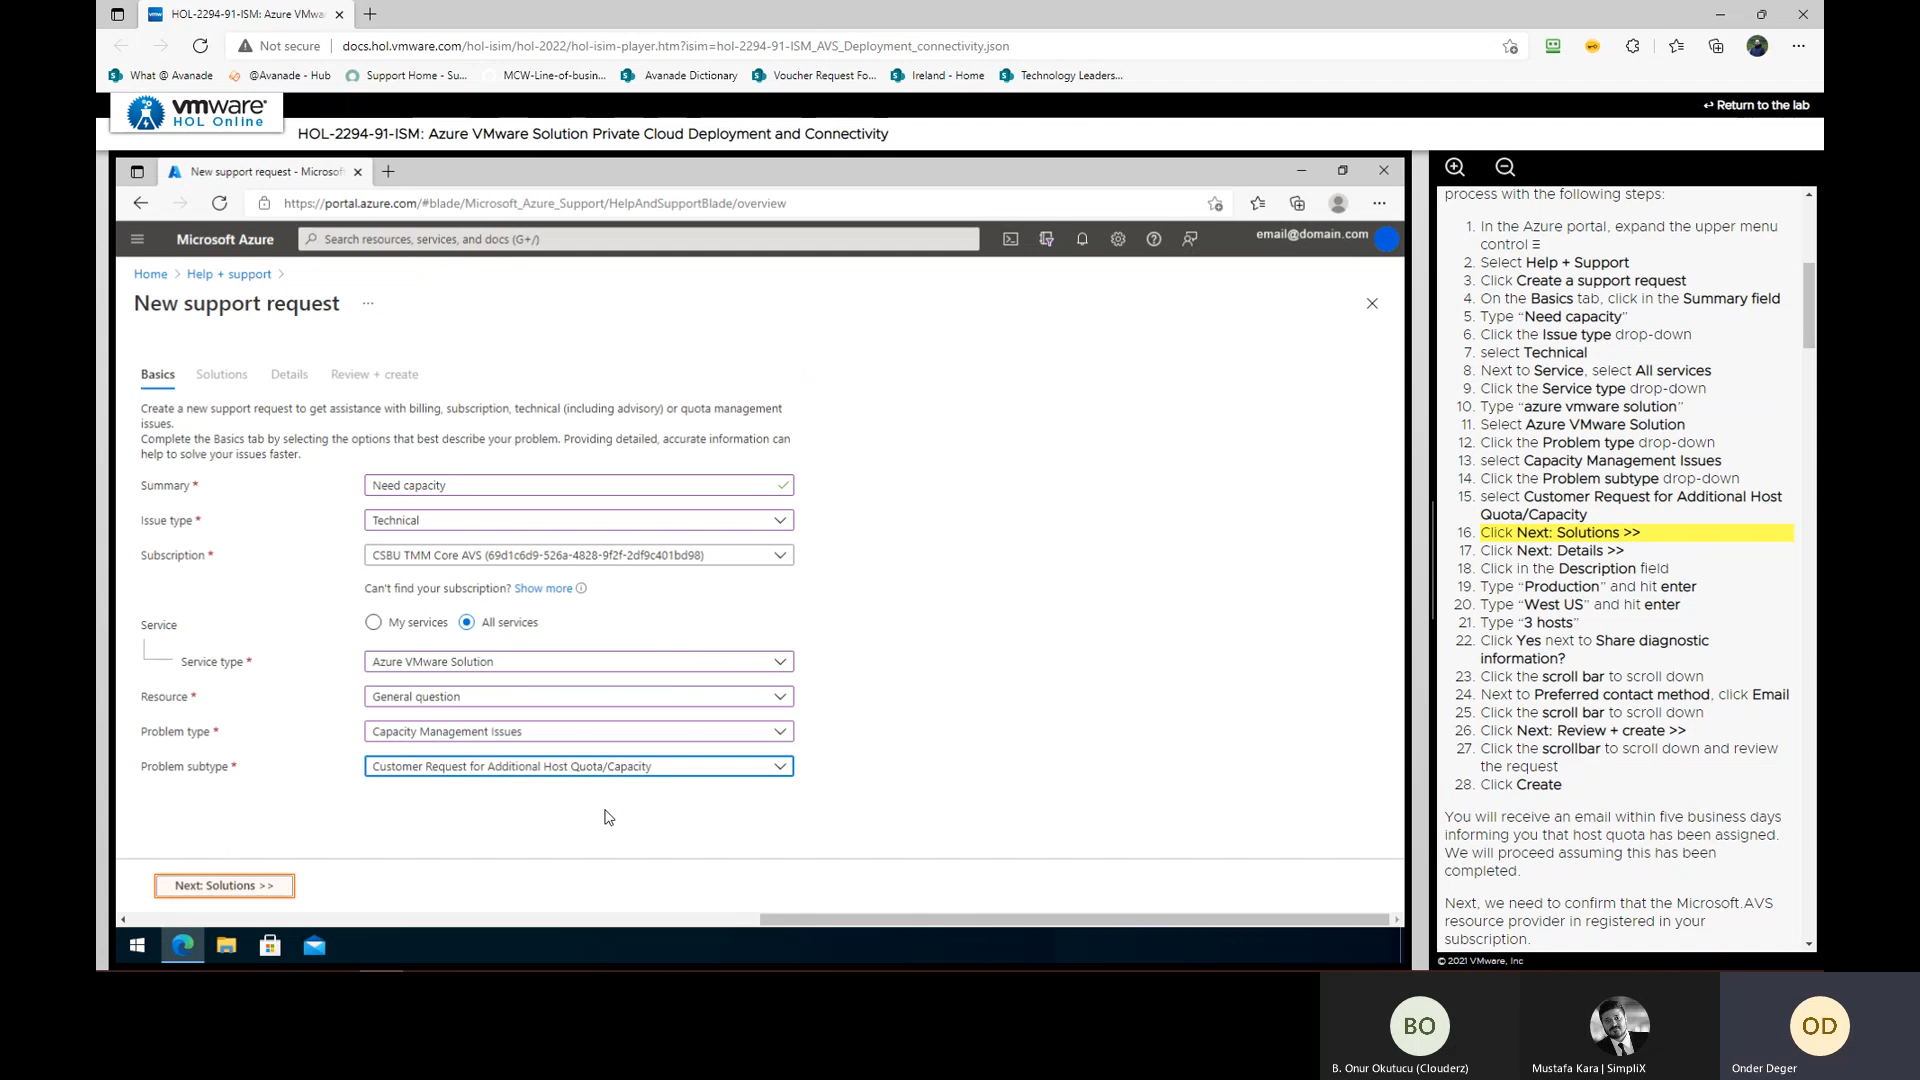 HOL-2294-91-ISM: Azure VMwa
Not secure
docs.hol.vmware.com/hol-isim/hol-2022/hol-isim-player.htm?isim=hol-2294-91-ISM_AVS_Deployment_connectivity.json
What @ Avanade
@Avanade - Hub
Support Home - Su...
MCW-Line-of-busin...
Avanade Dictionary
Voucher Request Fo...
Ireland - Home
Technology Leaders...
vmware
HOL Online
Return to the lab
HOL-2294-91-ISM: Azure VMware Solution Private Cloud Deployment and Connectivity
New support request - Microsof
https://portal.azure.com/#blade/Microsoft_Azure_Support/HelpAndSupportBlade/overview
Microsoft Azure
Search resources, services, and docs (G+/)
email@domain.com
Home > Help + support >
New support request ...
Basics
Solutions
Details
Review + create
Create a new support request to get assistance with billing, subscription, technical (including advisory) or quota management
issues.
Complete the Basics tab by selecting the options that best describe your problem. Providing detailed, accurate information can
help to solve your issues faster.
Summary * Need capacity
Issue type * Technical
Subscription * CSBU TMM Core AVS (69d1c6d9-526a-4828-9f2f-2df9c401bd98)
Can't find your subscription? Show more
Service
My services
All services
Service type * Azure VMware Solution
Resource * General question
Problem type * Capacity Management Issues
Problem subtype * Customer Request for Additional Host Quota/Capacity
Next: Solutions >>
process with the following steps:
1. In the Azure portal, expand the upper menu
control ≡
2. Select Help + Support
3. Click Create a support request
4. On the Basics tab, click in the Summary field
5. Type “Need capacity”
6. Click the Issue type drop-down
7. select Technical
8. Next to Service, select All services
9. Click the Service type drop-down
10. Type “azure vmware solution”
11. Select Azure VMware Solution
12. Click the Problem type drop-down
13. select Capacity Management Issues
14. Click the Problem subtype drop-down
15. select Customer Request for Additional Host
Quota/Capacity
16. Click Next: Solutions >>
17. Click Next: Details >>
18. Click in the Description field
19. Type “Production” and hit enter
20. Type “West US” and hit enter
21. Type “3 hosts”
22. Click Yes next to Share diagnostic
information?
23. Click the scroll bar to scroll down
24. Next to Preferred contact method, click Email
25. Click the scroll bar to scroll down
26. Click Next: Review + create >>
27. Click the scrollbar to scroll down and review
the request
28. Click Create
You will receive an email within five business days
informing you that host quota has been assigned.
We will proceed assuming this has been
completed.
Next, we need to confirm that the Microsoft.AVS
resource provider in registered in your
subscription.
© 2021 VMware, Inc
BO
OD
B. Onur Okutucu (Clouderz)
Mustafa Kara | SimpliX
Onder Deger